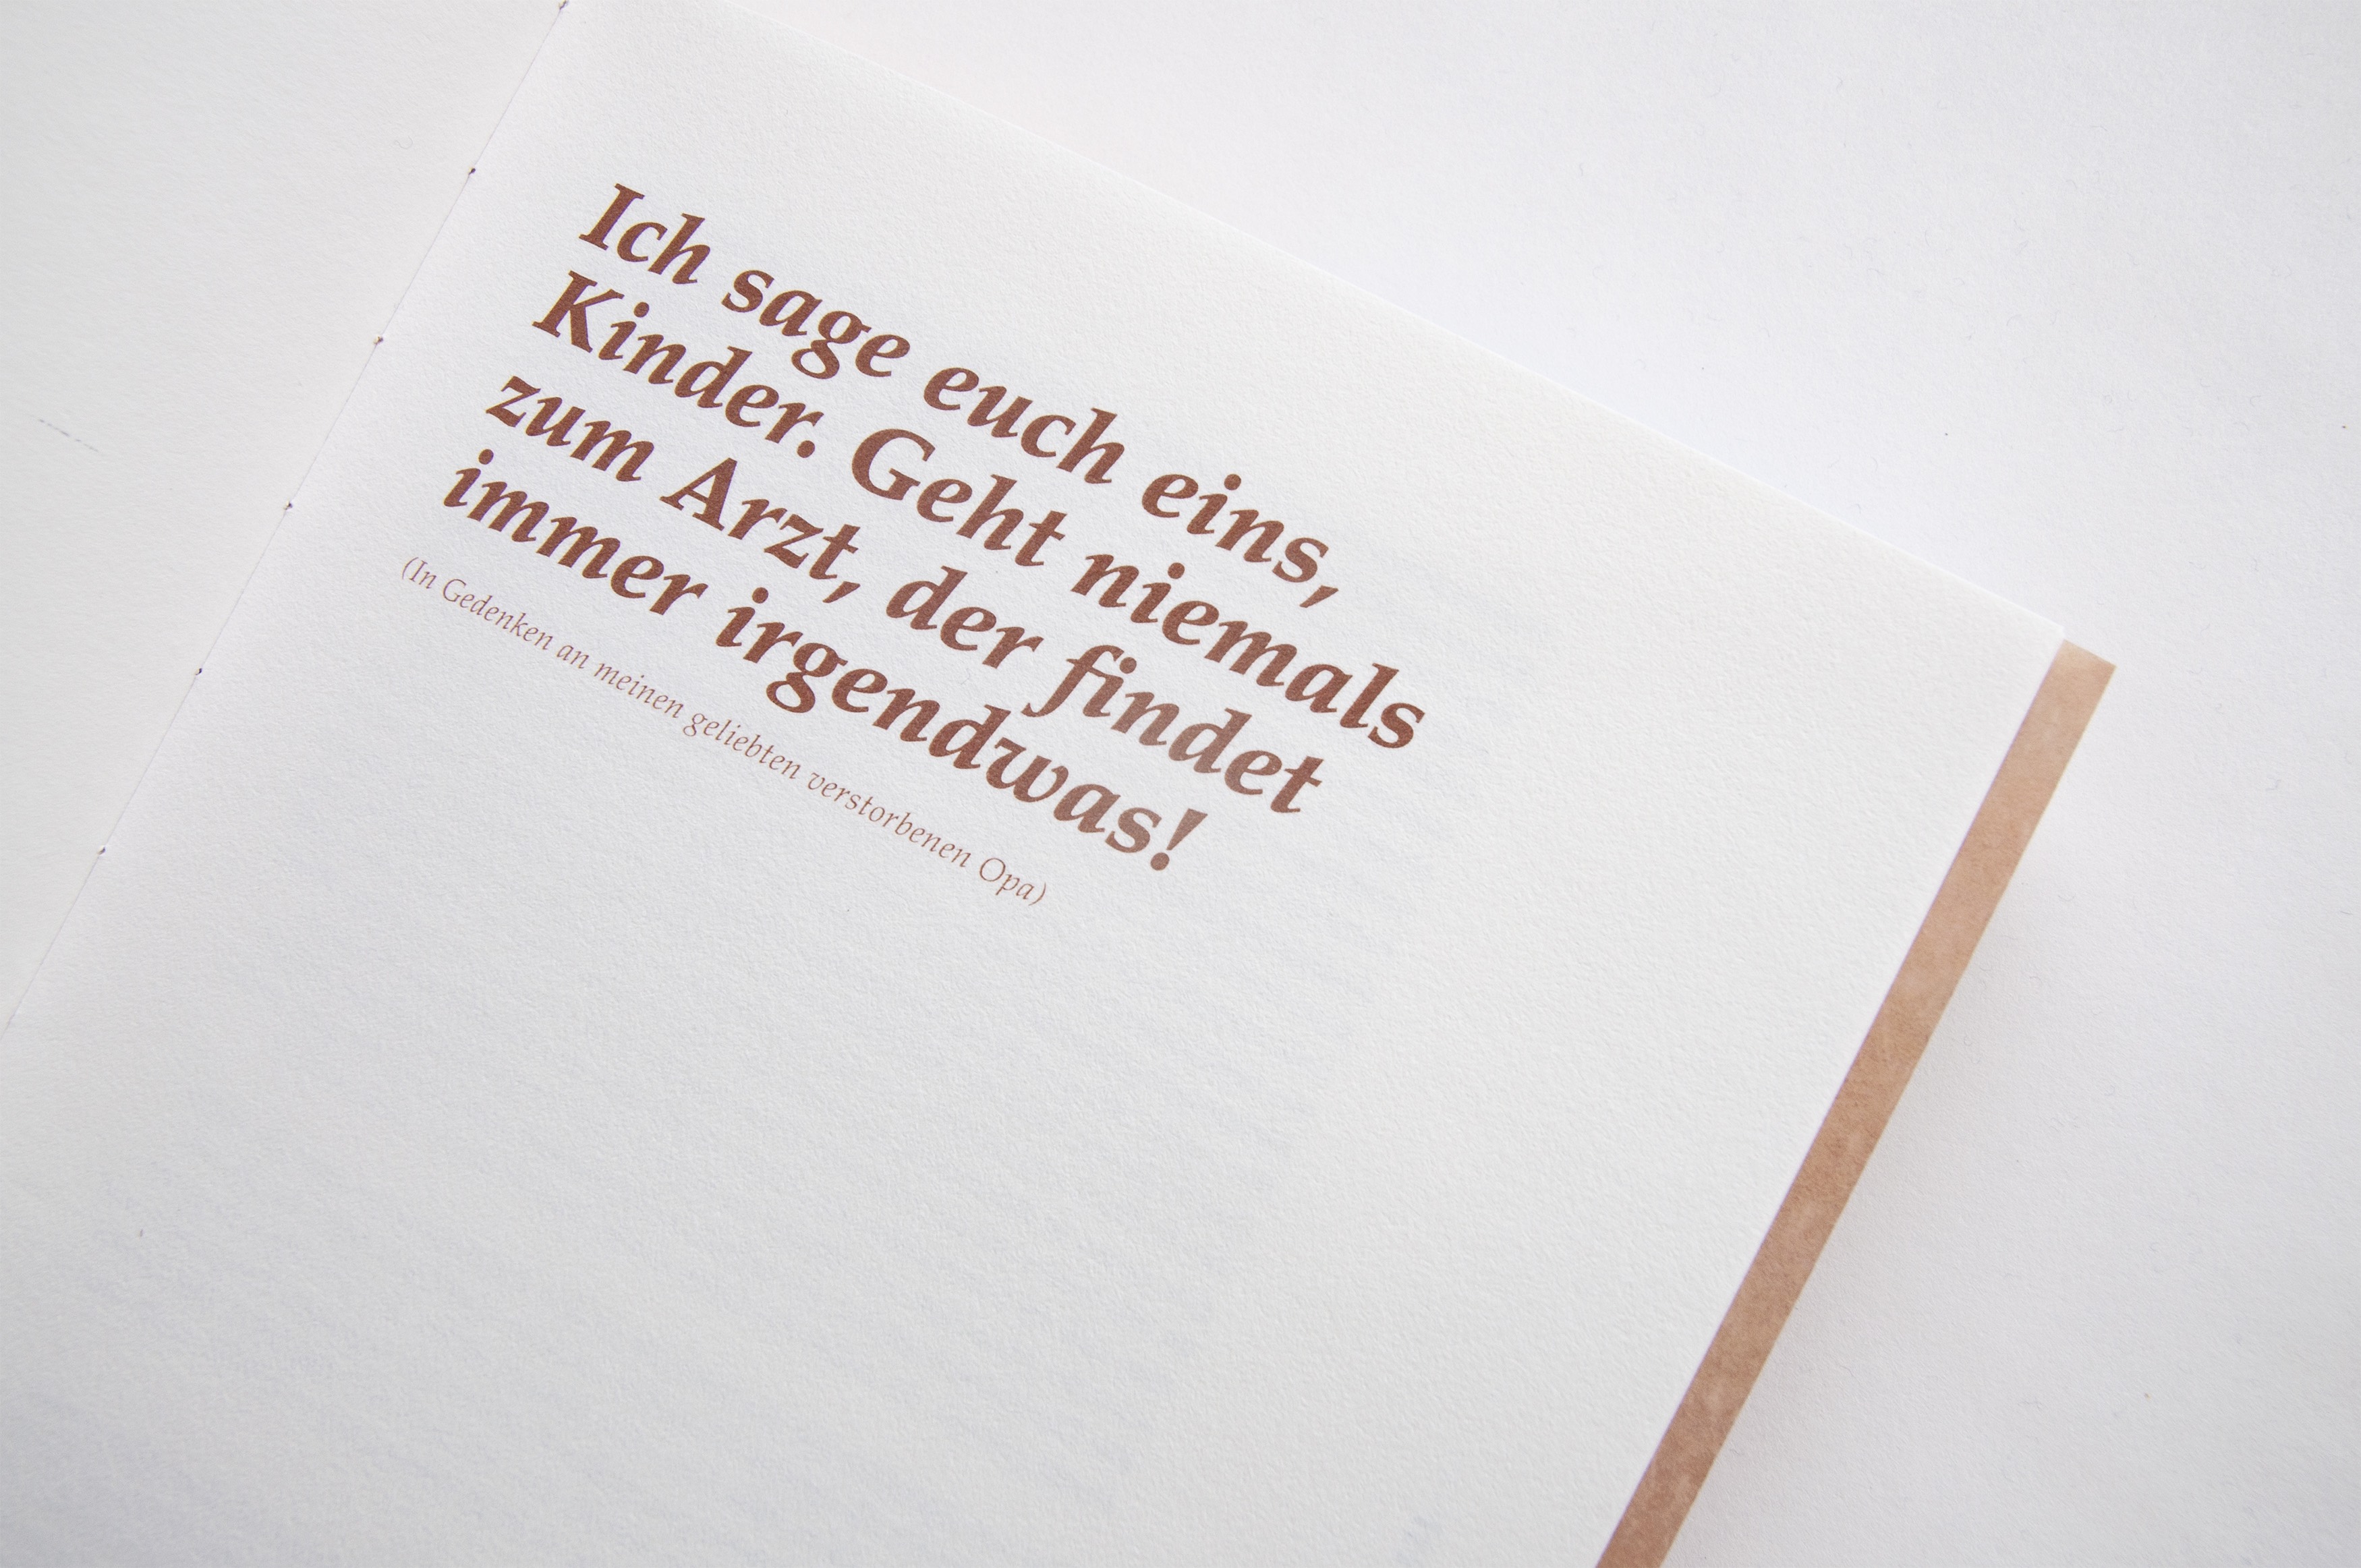 Ich sage euch eins,
Kinder. Geht niemals
zum Arzt, der findet
immer irgendwas!
(In Gedenken an meinen geliebten verstorbenen Opa)